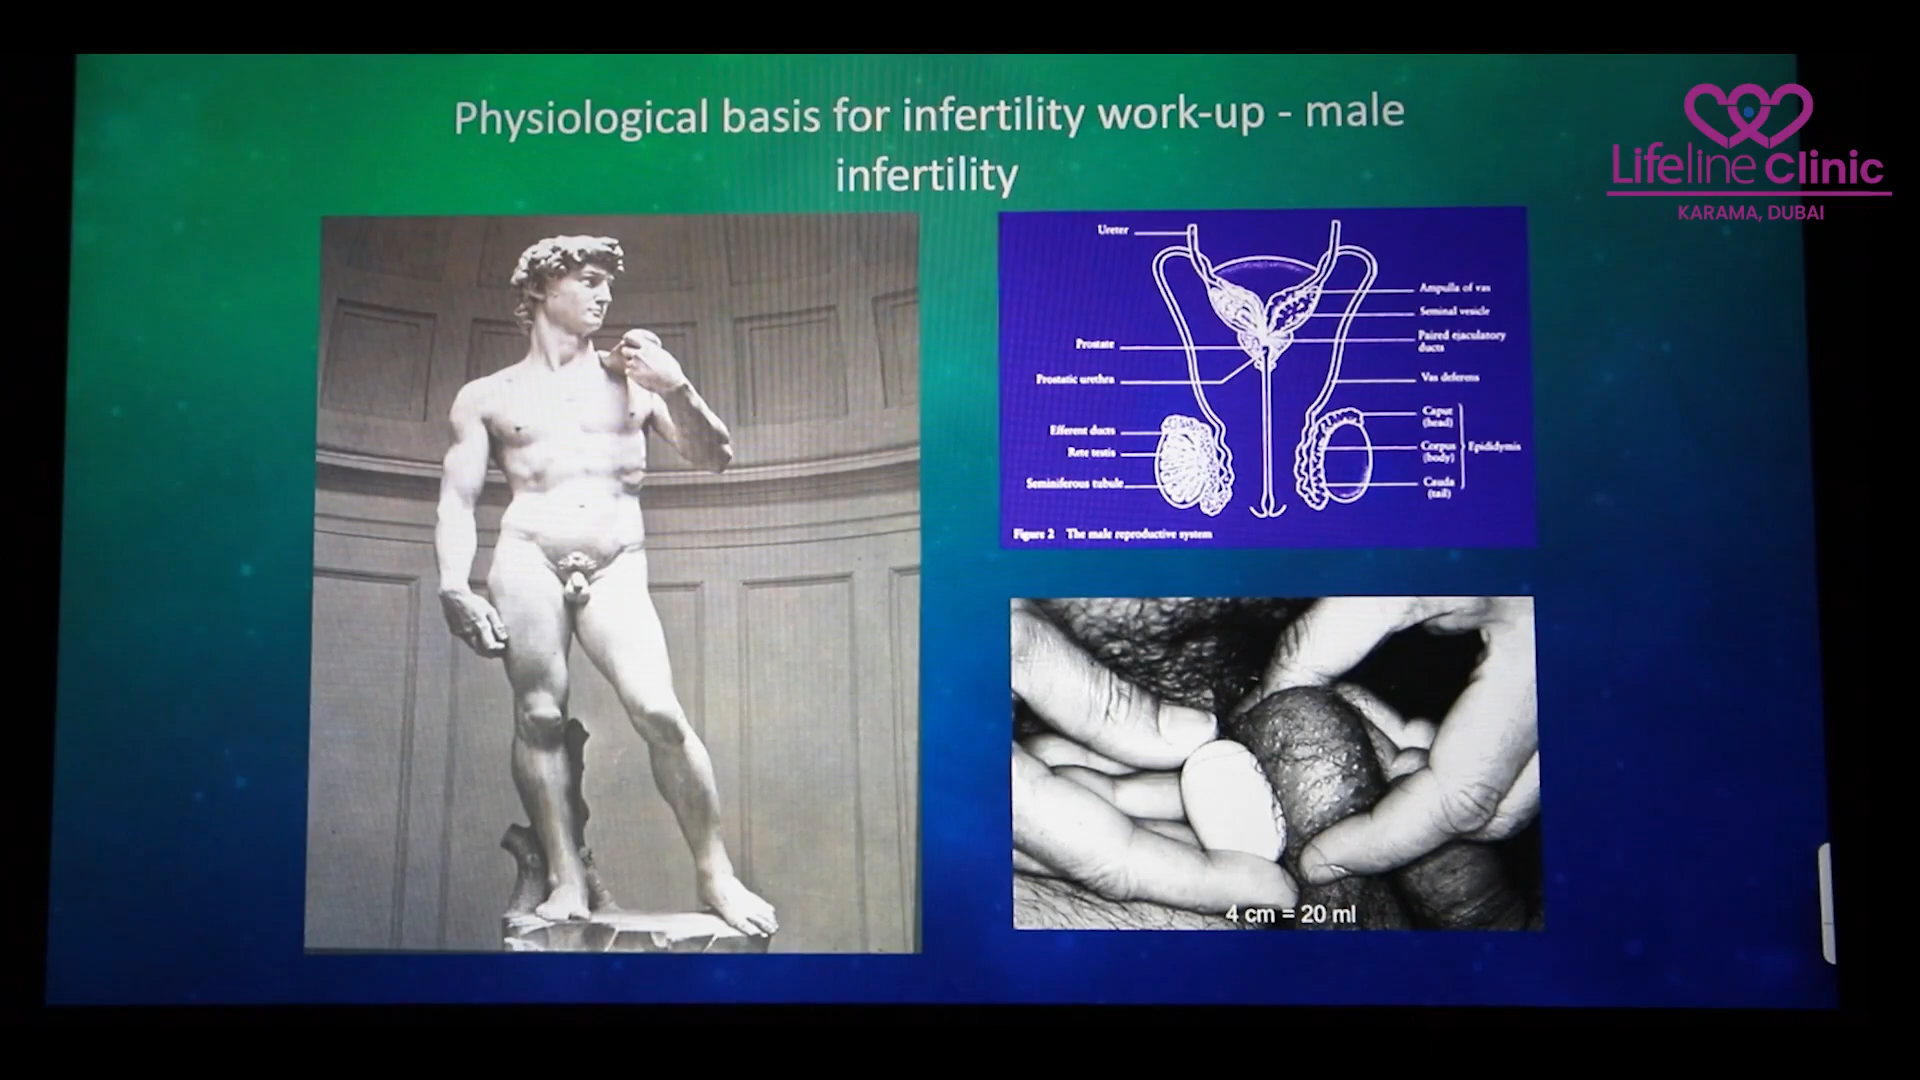 Physiological basis for infertility work-up - male
infertility
Lifeline Clinic
KARAMA, DUBAI
Ureter
Prostate
Prostatic urethra
Efferent ducts
Rete testis
Seminiferous tubule
Ampulla of vas
Seminal vesicle
Paired ejaculatory
ducts
Vas deferens
Caput
(head)
Corpus
(body)
Epididymis
Cauda
(tail)
Figure 2 The male reproductive system
4 cm = 20 ml